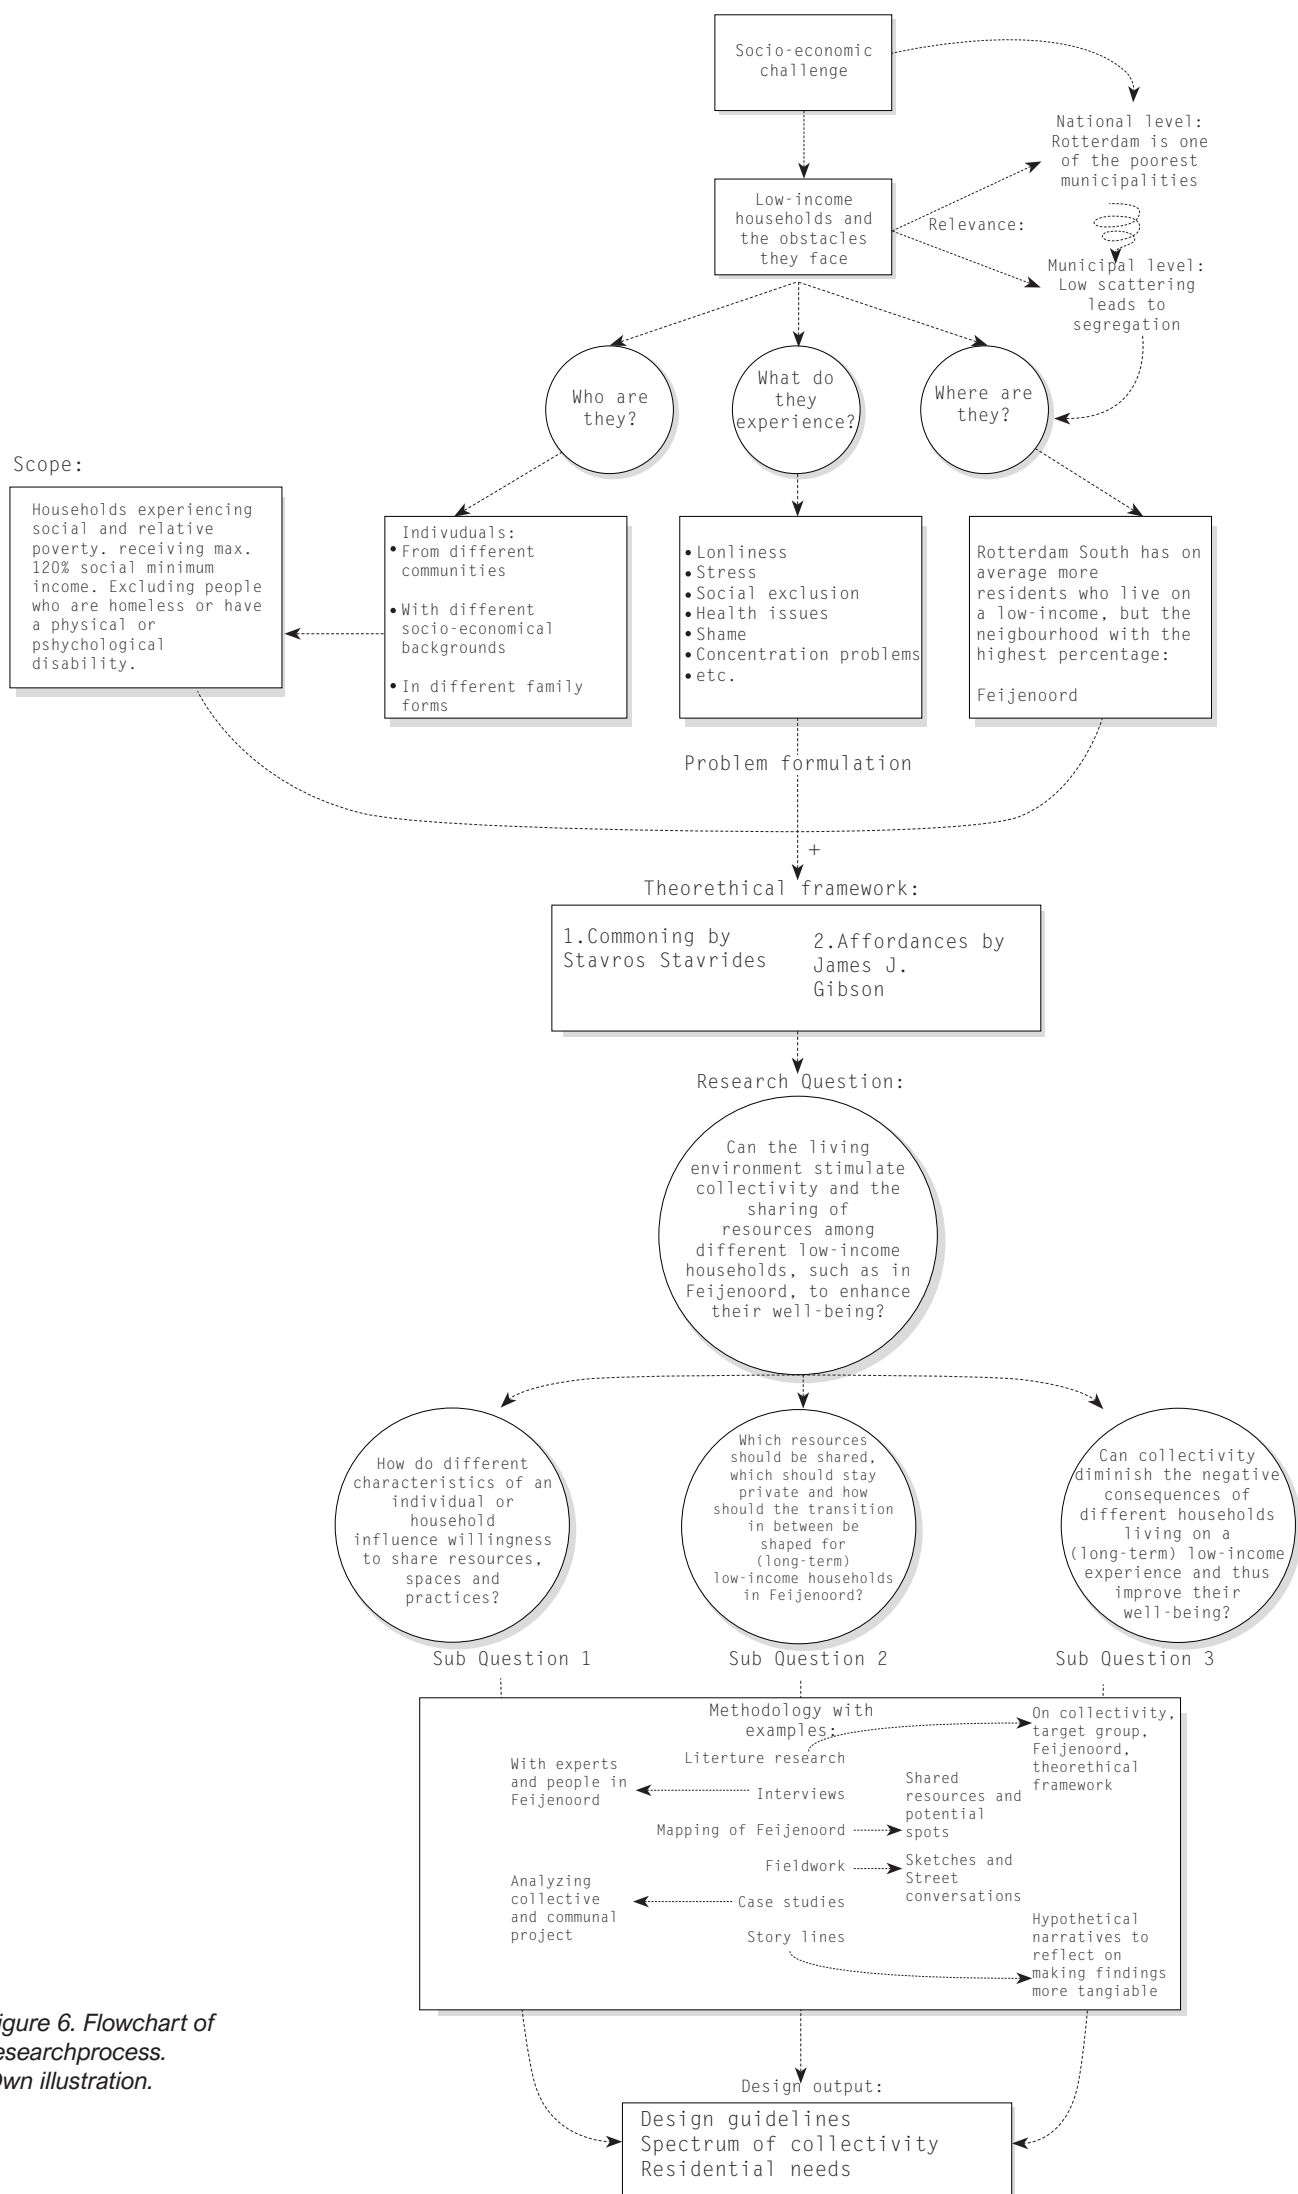 Socio-economic
challenge
National level:
Rotterdam is one
of the poorest
municipalities
Low-income
households and
the obstacles
they face
Relevance:
Municipal level:
Low scattering
leads to
segregation
Who are
they?
What do
they
experience?
Where are
they?
Scope:
Households experiencing
social and relative
poverty. receiving max.
120% social minimum
income. Excluding people
who are homeless or have
a physical or
pshychological
disability.
Indivuduals:
• From different
communities
• With different
socio-economical
backgrounds
• In different family
forms
• Lonliness
• Stress
• Social exclusion
• Health issues
• Shame
• Concentration problems
• etc.
Rotterdam South has on
average more
residents who live on
a low-income, but the
neigbourhood with the
highest percentage:
Feijenoord
Problem formulation
+
Theorethical framework:
1.Commoning by
Stavros Stavrides
2.Affordances by
James J.
Gibson
Research Question:
Can the living
environment stimulate
collectivity and the
sharing of
resources among
different low-income
households, such as in
Feijenoord, to enhance
their well-being?
How do different
characteristics of an
individual or
household
influence willingness
to share resources,
spaces and
practices?
Which resources
should be shared,
which should stay
private and how
should the transition
in between be
shaped for
(long-term)
low-income households
in Feijenoord?
Can collectivity
diminish the negative
consequences of
different households
living on a
(long-term) low-income
experience and thus
improve their
well-being?
Sub Question 1
Sub Question 2
Sub Question 3
Methodology with
examples:
Literture research
On collectivity,
target group,
Feijenoord,
theorethical
framework
With experts
and people in
Feijenoord
Interviews
Mapping of Feijenoord
Shared
resources and
potential
spots
Fieldwork
Sketches and
Street
conversations
Analyzing
collective
and communal
project
Case studies
Story lines
Hypothetical
narratives to
reflect on
making findings
more tangiable
igure 6. Flowchart of
esearchprocess.
wn illustration.
Design output:
Design guidelines
Spectrum of collectivity
Residential needs